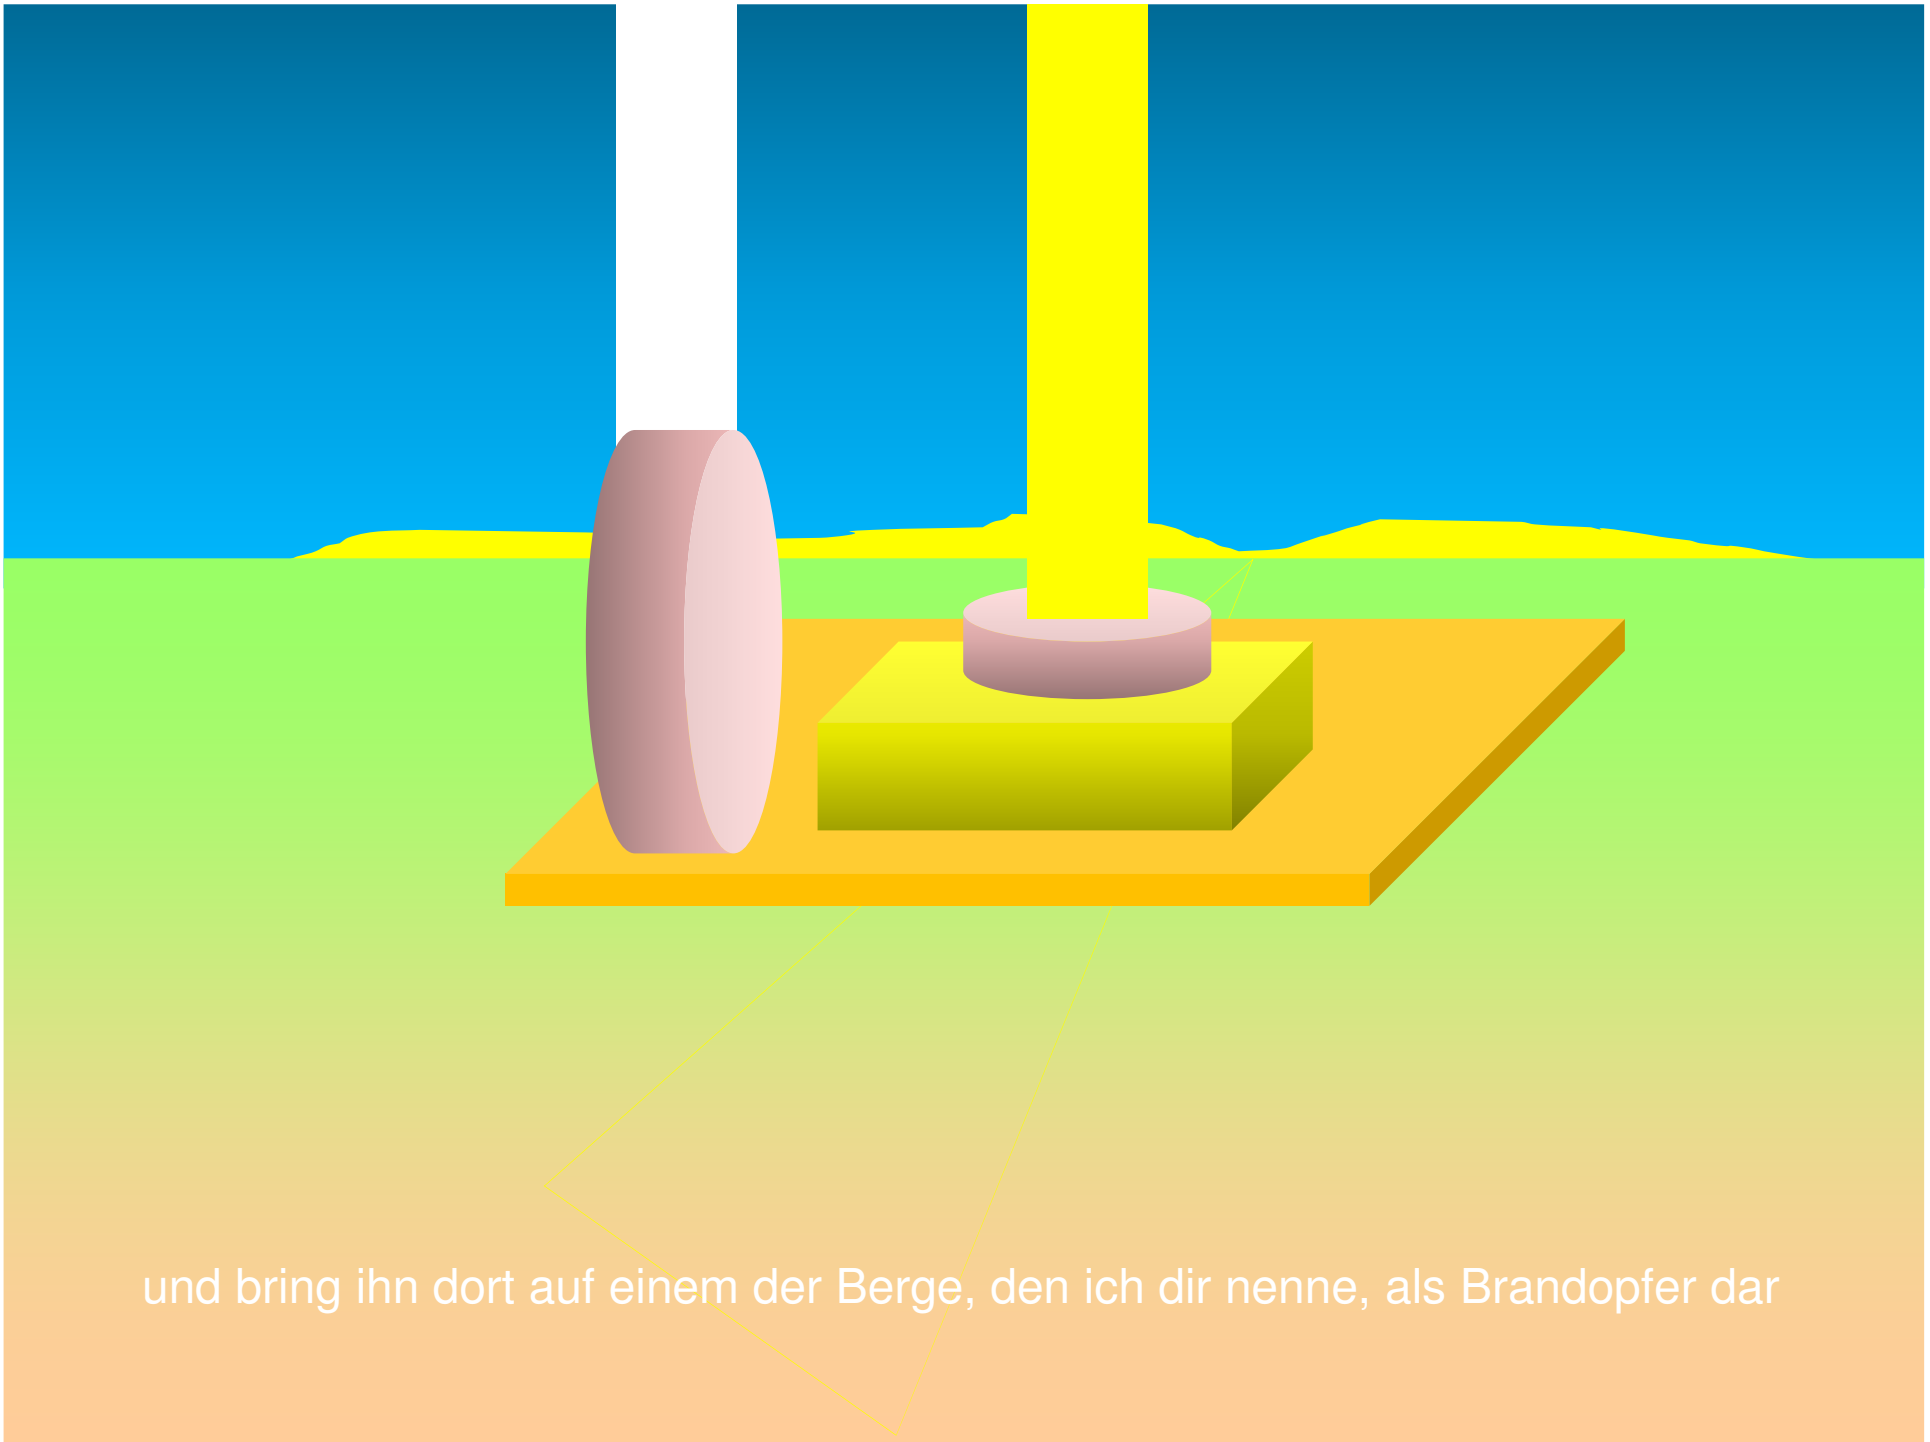 und bring ihn dort auf einem der Berge, den ich dir nenne, als Brandopfer dar